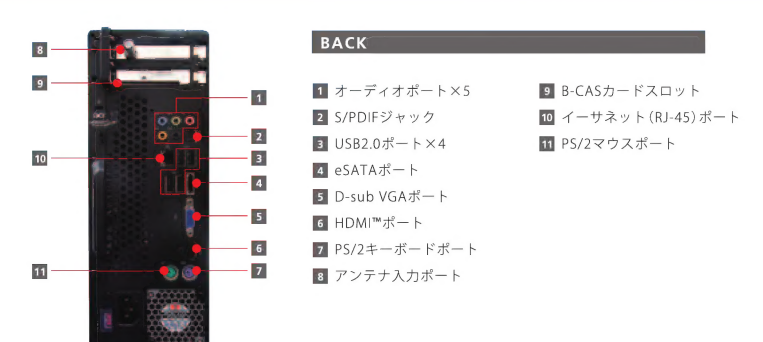 BACK
1 オーディオポート×5
2 S/PDIFジャック
3 USB2.0ポート×4
4 eSATAポート
5 D-sub VGAポート
6 HDMI™ポート
7 PS/2キーボードポート
8 アンテナ入力ポート
9 B-CASカードスロット
10 イーサネット（RJ-45）ポート
11 PS/2マウスポート
8
9
1
2
10
3
4
5
6
11
7